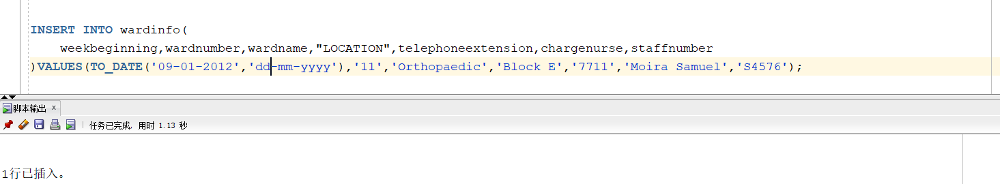 INSERT INTO wardinfo(
weekbeginning,wardnumber,wardname,"LOCATION",telephoneextension,chargenurse,staffnumber
)VALUES(TO_DATE('09-01-2012','dd-mm-yyyy'),'11','Orthopaedic','Block E','7711','Moira Samuel','S4576');
脚本输出 x
任务已完成, 用时 1.13 秒
1行已插入。